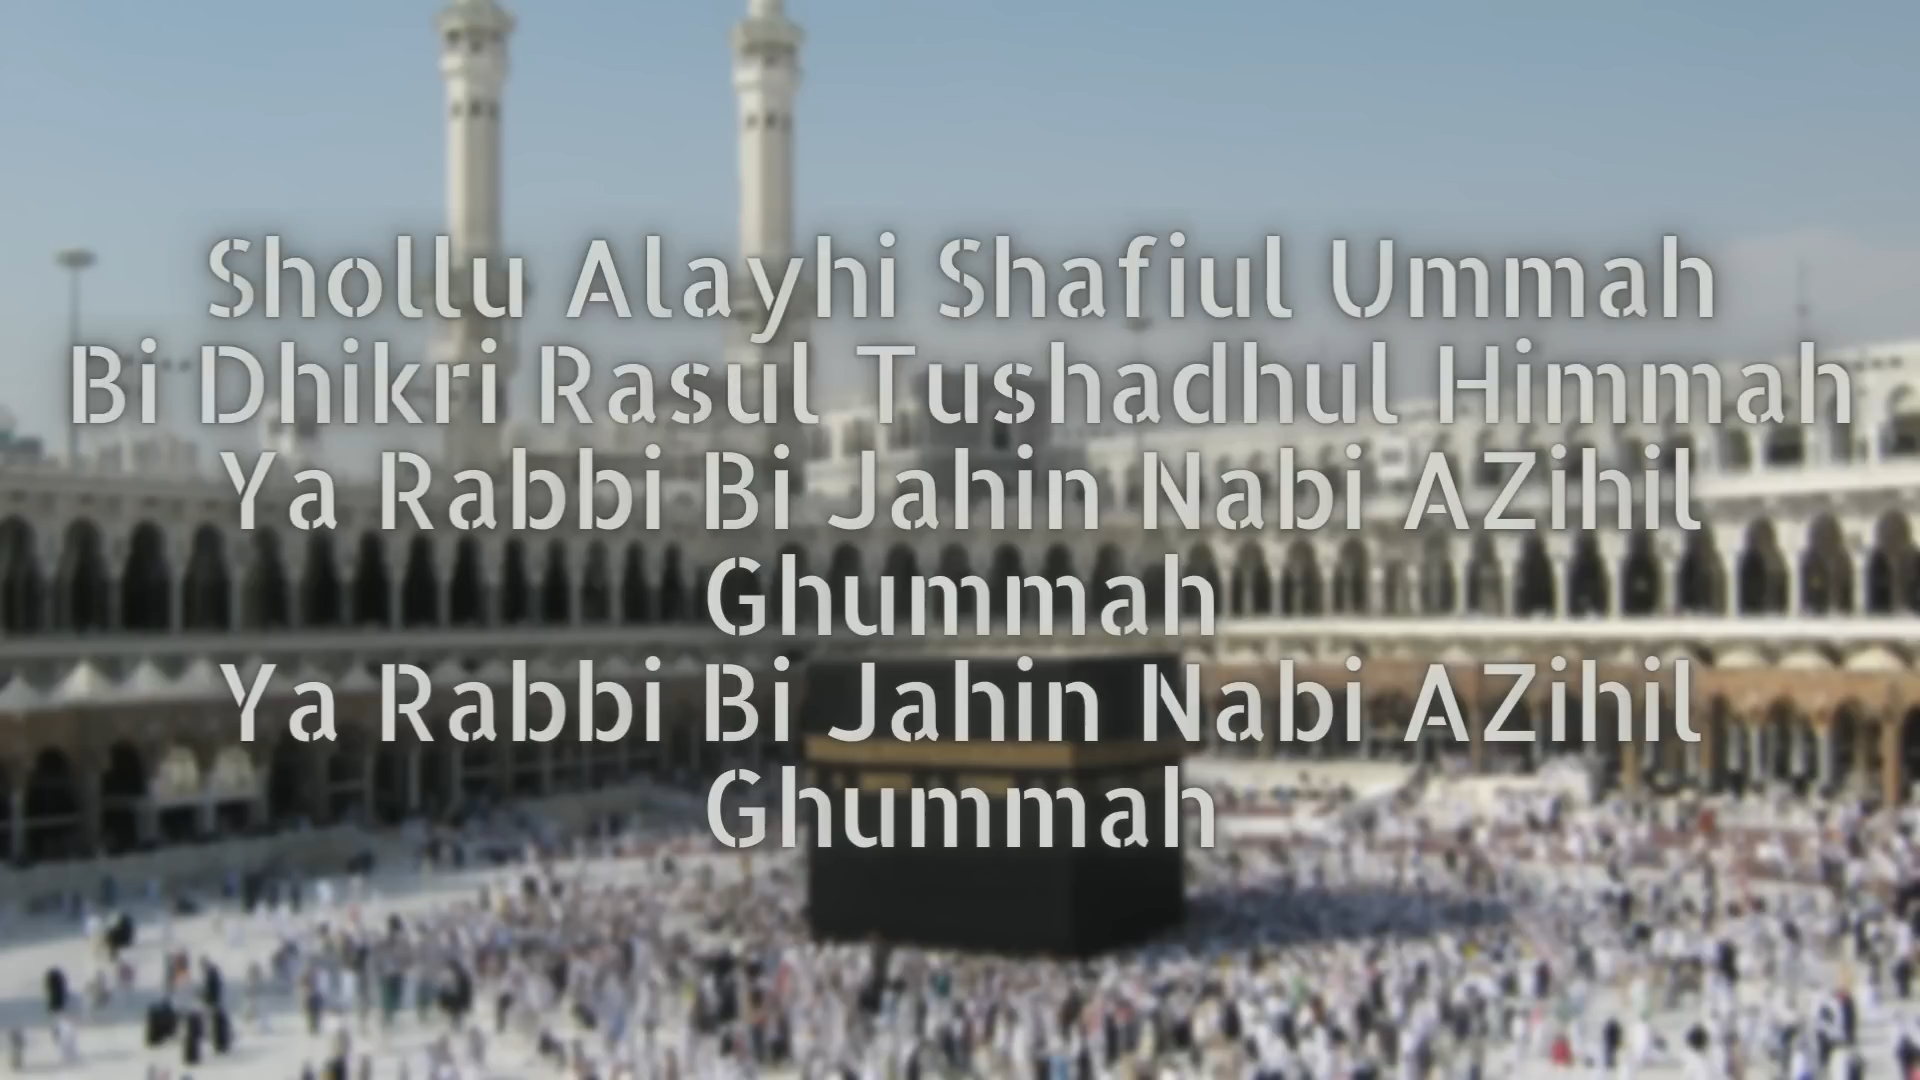 Shollu Alayhi Shafiul Ummah
Bi Dhikri Rasul Tushadhul Himmah
Ya Rabbi Bi Jahin Nabi AZihil
Ghummah
Ya Rabbi Bi Jahin Nabi AZihil
Ghummah